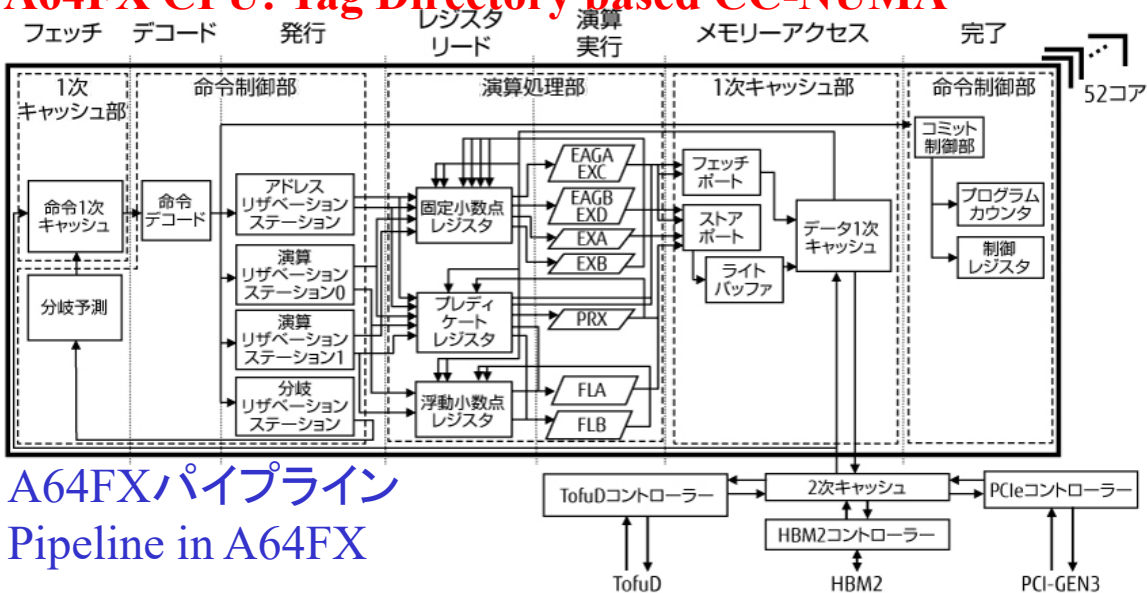 A64FX CPU: Tag Directory based CC-NUMA
フェッチ
デコード
発行
レジスタ
リード
演算
実行
メモリーアクセス
完了
52コア
1次
キャッシュ部
命令制御部
演算処理部
1次キャッシュ部
命令制御部
命令1次
キャッシュ
分岐予測
命令
デコード
アドレス
リザベーション
ステーション
演算
リザベーション
ステーション0
演算
リザベーション
ステーション1
分岐
リザベーション
ステーション
固定小数点
レジスタ
プレディ
ケート
レジスタ
浮動小数点
レジスタ
EAGA
EXC
EAGB
EXD
EXA
EXB
PRX
FLA
FLB
フェッチ
ポート
ストア
ポート
ライト
バッファ
データ1次
キャッシュ
コミット
制御部
プログラム
カウンタ
制御
レジスタ
A64FXパイプライン
Pipeline in A64FX
TofuDコントローラー
2次キャッシュ
PCIeコントローラー
HBM2コントローラー
TofuD
HBM2
PCI-GEN3